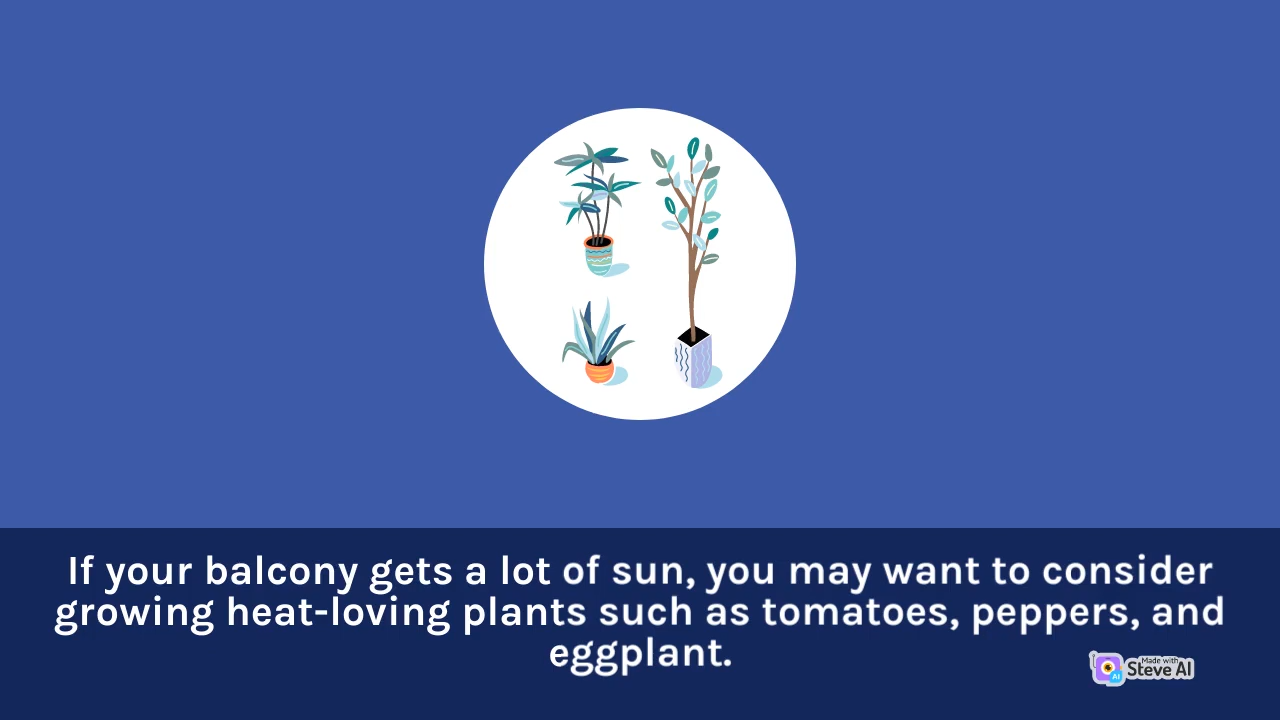 If your balcony gets a lot of sun, you may want to consider
growing heat-loving plants such as tomatoes, peppers, and
eggplant.
Made with
Steve AI
AI